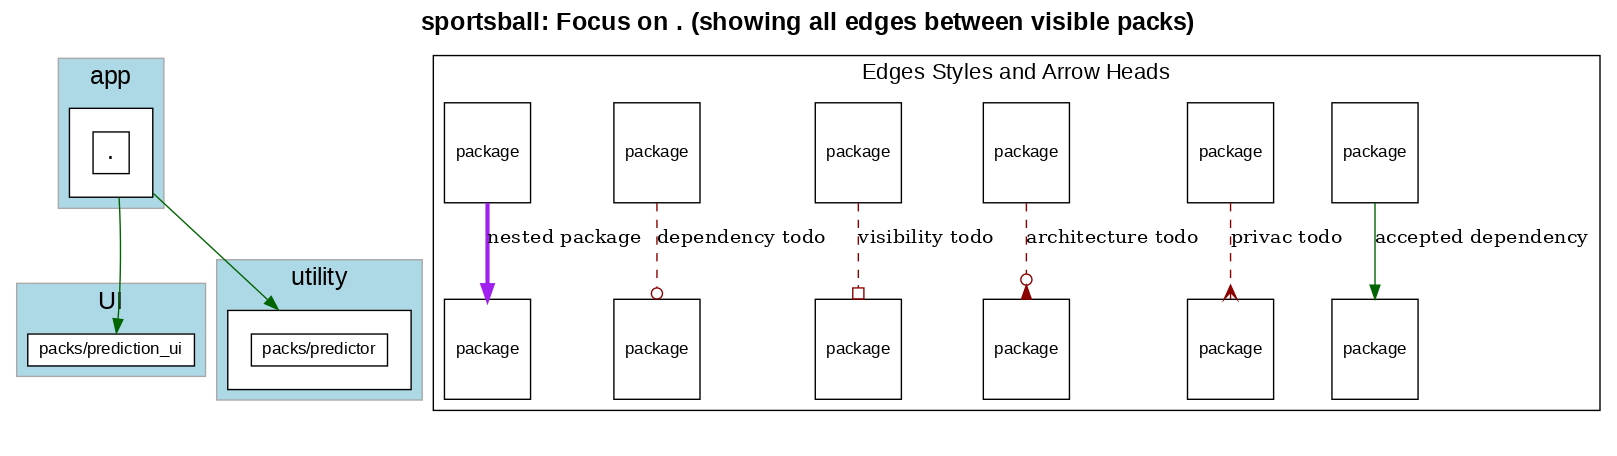 sportsball: Focus on . (showing all edges between visible packs)
app
.
UI
packs/prediction_ui
utility
packs/predictor
Edges Styles and Arrow Heads
package
package
package
package
package
package
nested package
dependency todo
visibility todo
architecture todo
privac todo
accepted dependency
package
package
package
package
package
package